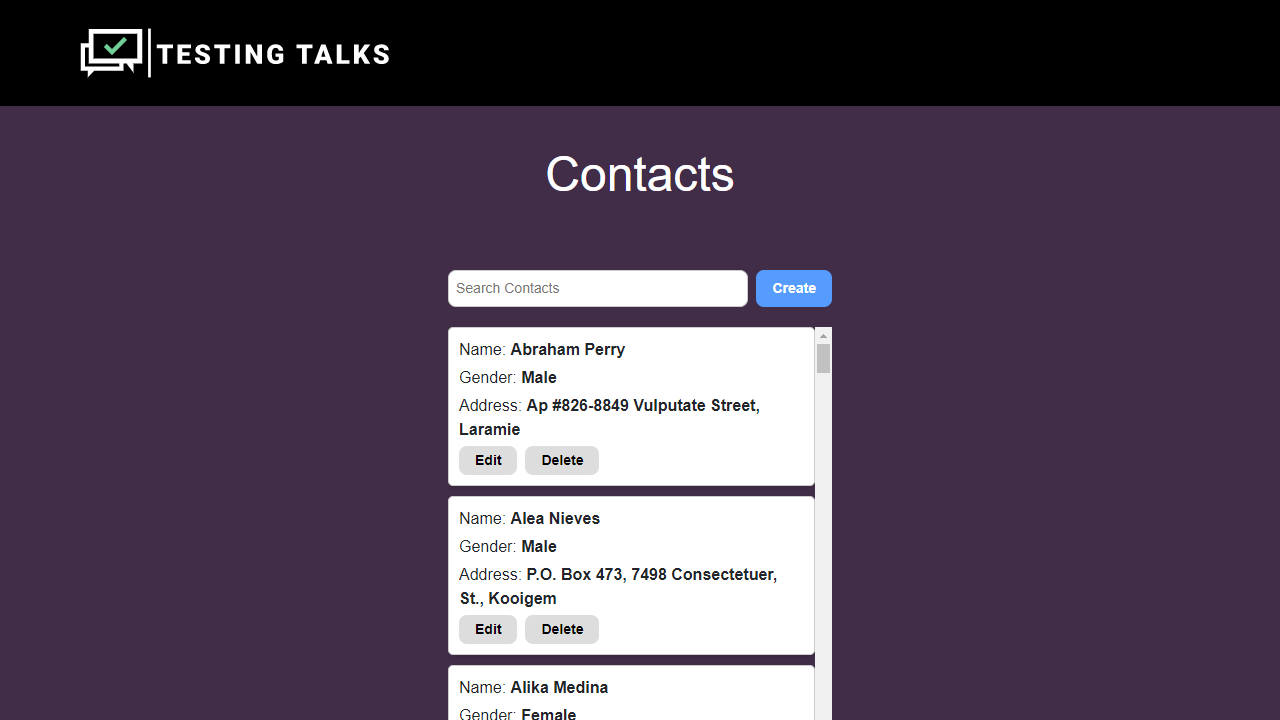 TESTING TALKS
Contacts
Search Contacts
Create
Name: Abraham Perry
Gender: Male
Address: Ap #826-8849 Vulputate Street,
Laramie
Edit Delete
Name: Alea Nieves
Gender: Male
Address: P.O. Box 473, 7498 Consectetuer,
St., Kooigem
Edit Delete
Name: Alika Medina
Gender: Female